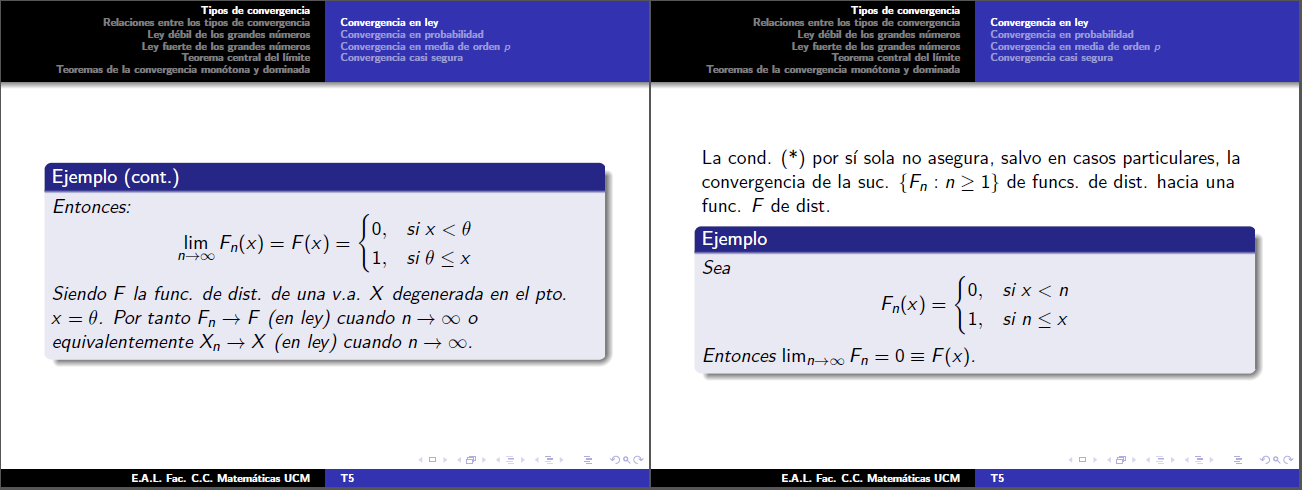 Tipos de convergencia
Relaciones entre los tipos de convergencia
Ley débil de los grandes números
Ley fuerte de los grandes números
Teorema central del límite
Teoremas de la convergencia monótona y dominada
Convergencia en ley
Convergencia en probabilidad
Convergencia en media de orden p
Convergencia casi segura
Ejemplo (cont.)
Entonces:
lim_{n→∞} F_n(x) = F(x) = { 0, si x < θ
1, si θ ≤ x
Siendo F la func. de dist. de una v.a. X degenerada en el pto.
x = θ. Por tanto F_n → F (en ley) cuando n → ∞ o
equivalentemente X_n → X (en ley) cuando n → ∞.
E.A.L. Fac. C.C. Matemáticas UCM T5
Tipos de convergencia
Relaciones entre los tipos de convergencia
Ley débil de los grandes números
Ley fuerte de los grandes números
Teorema central del límite
Teoremas de la convergencia monótona y dominada
Convergencia en ley
Convergencia en probabilidad
Convergencia en media de orden p
Convergencia casi segura
La cond. (*) por sí sola no asegura, salvo en casos particulares, la
convergencia de la suc. {F_n : n ≥ 1} de funcs. de dist. hacia una
func. F de dist.
Ejemplo
Sea
F_n(x) = { 0, si x < n
1, si n ≤ x
Entonces lim_{n→∞} F_n = 0 ≡ F(x).
E.A.L. Fac. C.C. Matemáticas UCM T5